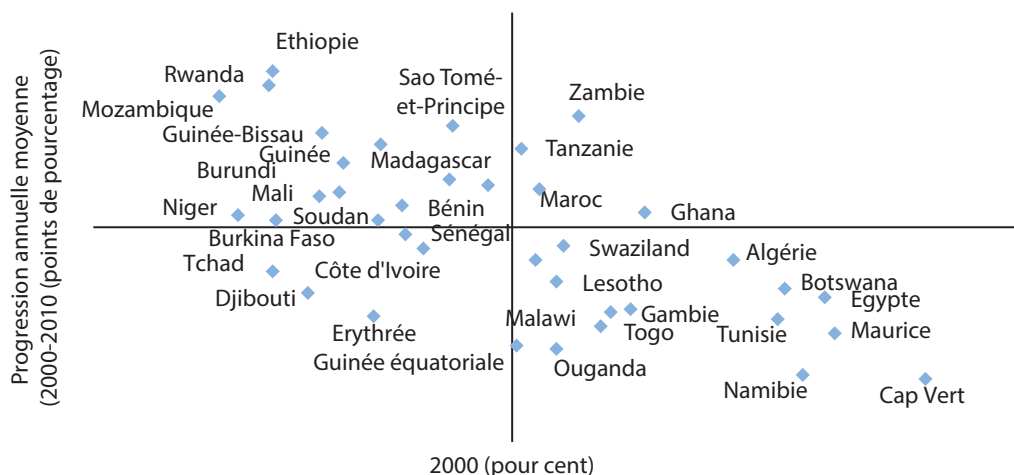 Progression annuelle moyenne
(2000-2010 (points de pourcentage)
Ethiopie
Rwanda
Mozambique
Sao Tomé-
et-Principe
Zambie
Guinée-Bissau
Guinée
Madagascar
Tanzanie
Burundi
Mali
Maroc
Niger
Soudan
Bénin
Ghana
Burkina Faso
Sénégal
Swaziland
Algérie
Tchad
Côte d'Ivoire
Lesotho
Botswana
Djibouti
Egypte
Malawi
Gambie
Erythrée
Togo
Tunisie
Maurice
Guinée équatoriale
Ouganda
Namibie
Cap Vert
2000 (pour cent)